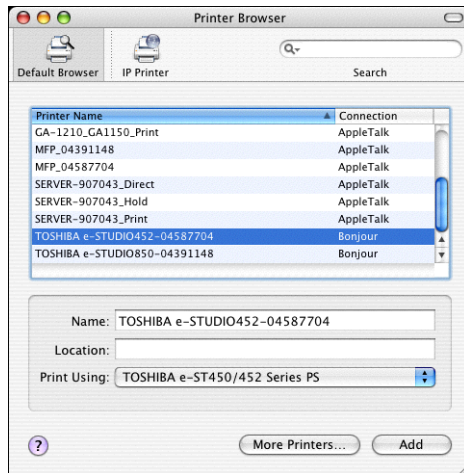 Printer Browser
Default Browser
IP Printer
Search
Printer Name Connection
GA-1210_GA1150_Print AppleTalk
MFP_04391148 AppleTalk
MFP_04587704 AppleTalk
SERVER-907043_Direct AppleTalk
SERVER-907043_Hold AppleTalk
SERVER-907043_Print AppleTalk
TOSHIBA e-STUDIO452-04587704 Bonjour
TOSHIBA e-STUDIO850-04391148 Bonjour
Name: TOSHIBA e-STUDIO452-04587704
Location:
Print Using: TOSHIBA e-ST450/452 Series PS
? More Printers... Add